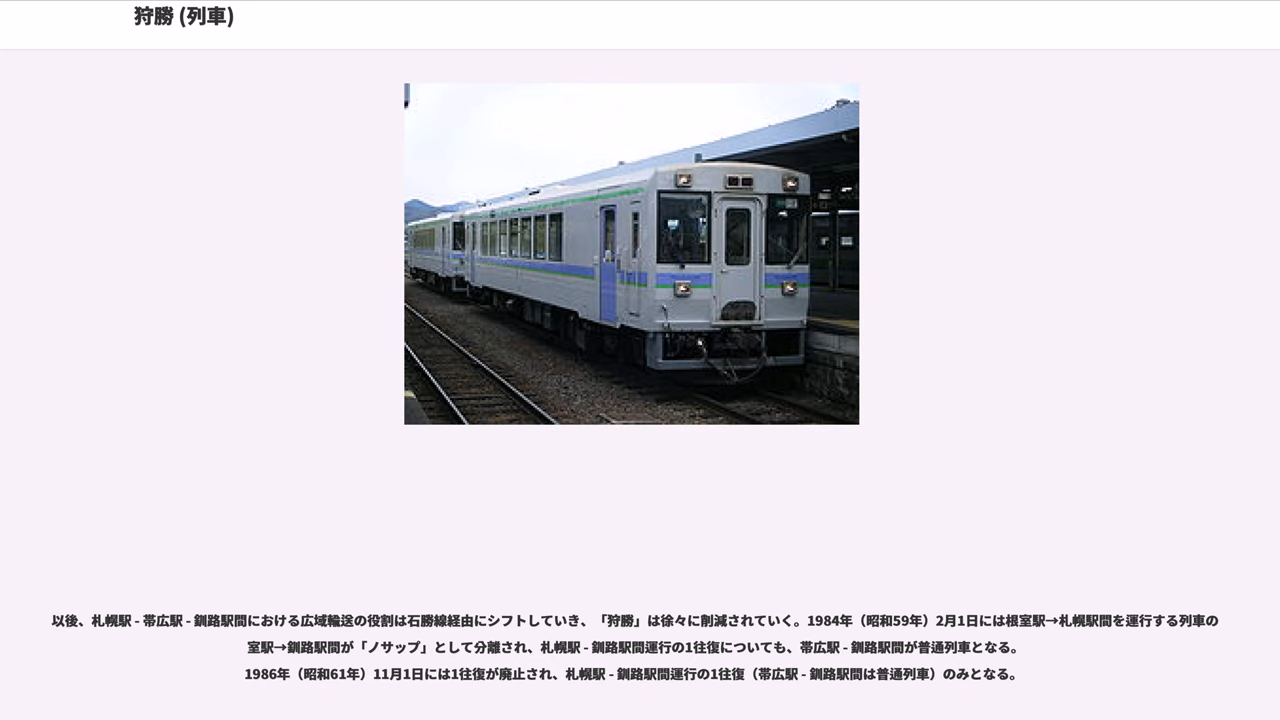 狩勝 (列車)
以後、札幌駅 - 帯広駅 - 釧路駅間における広域輸送の役割は石勝線経由にシフトしていき、「狩勝」は徐々に削減されていく。1984年（昭和59年）2月1日には根室駅→札幌駅間を運行する列車の
室駅→釧路駅間が「ノサップ」として分離され、札幌駅 - 釧路駅間運行の1往復についても、帯広駅 - 釧路駅間が普通列車となる。
1986年（昭和61年）11月1日には1往復が廃止され、札幌駅 - 釧路駅間運行の1往復（帯広駅 - 釧路駅間は普通列車）のみとなる。